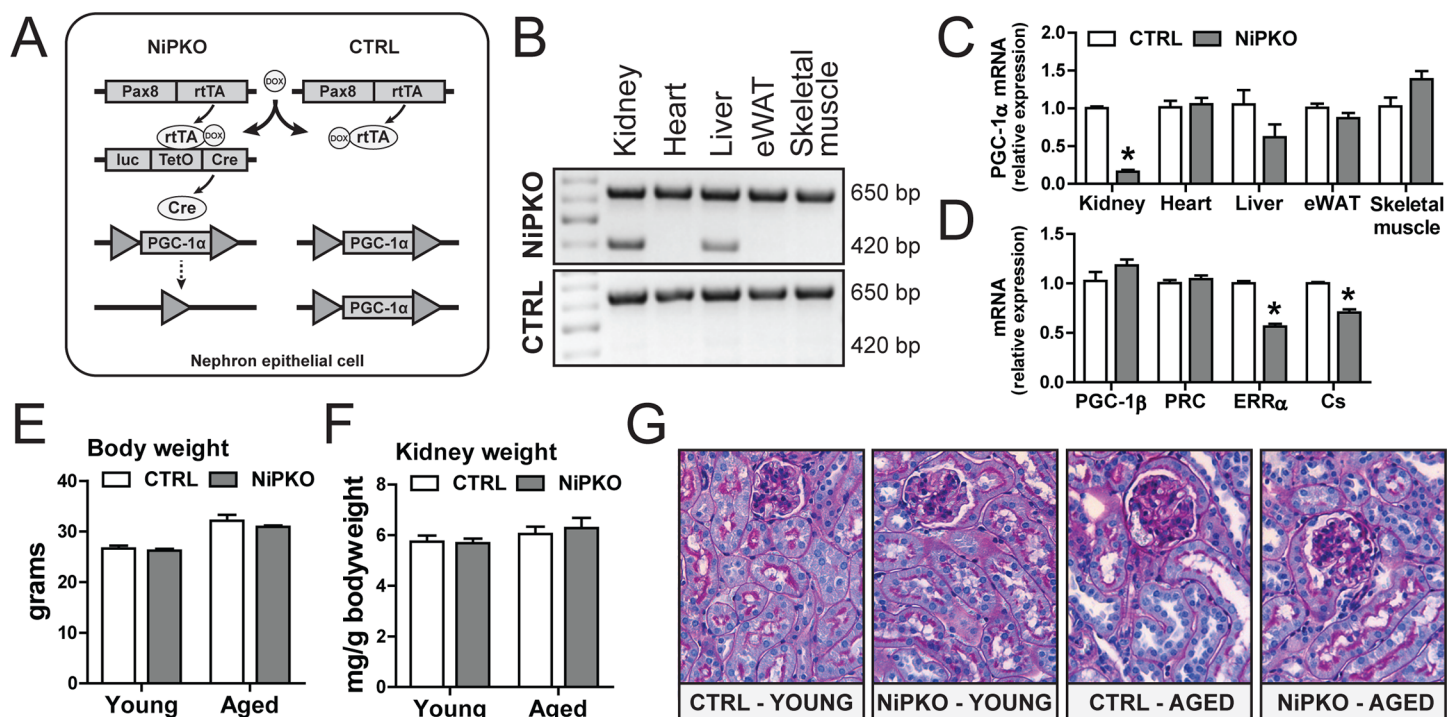 A
NiPKO
CTRL
Pax8
rtTA
DOX
Pax8
rtTA
rtTA
DOX
DOX
rtTA
luc
TetO
Cre
Cre
PGC-1α
PGC-1α
PGC-1α
Nephron epithelial cell
B
Kidney
Heart
Liver
eWAT
Skeletal
muscle
NiPKO
650 bp
420 bp
CTRL
650 bp
420 bp
C
CTRL
NiPKO
PGC-1α mRNA
(relative expression)
2.0
1.5
1.0
0.5
0.0
*
Kidney
Heart
Liver
eWAT
Skeletal
muscle
D
mRNA
(relative expression)
1.5
1.0
0.5
0.0
*
*
PGC-1β
PRC
ERRα
Cs
E
Body weight
CTRL
NiPKO
grams
40
30
20
10
0
Young
Aged
F
Kidney weight
CTRL
NiPKO
mg/g bodyweight
8
6
4
2
0
Young
Aged
G
CTRL - YOUNG
NiPKO - YOUNG
CTRL - AGED
NiPKO - AGED